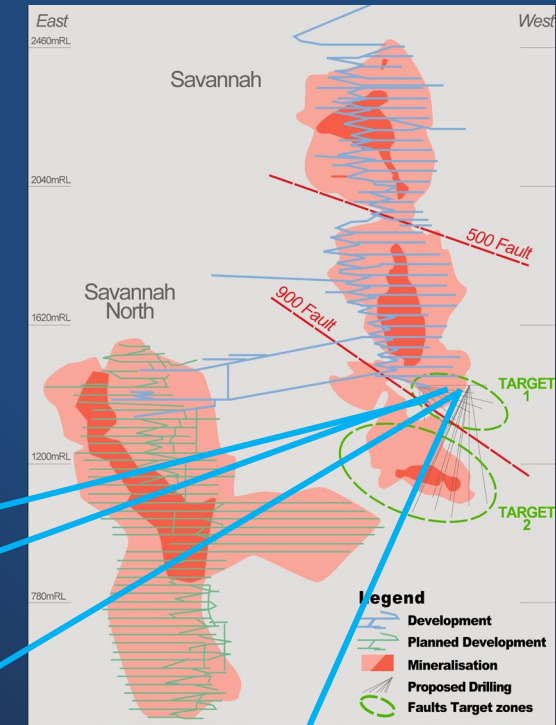 East
West
2460mRL
Savannah
2040mRL
500 Fault
Savannah
North
900 Fault
1620mRL
TARGET
1
1200mRL
TARGET
2
780mRL
Legend
Development
Planned Development
Mineralisation
Proposed Drilling
Faults Target zones